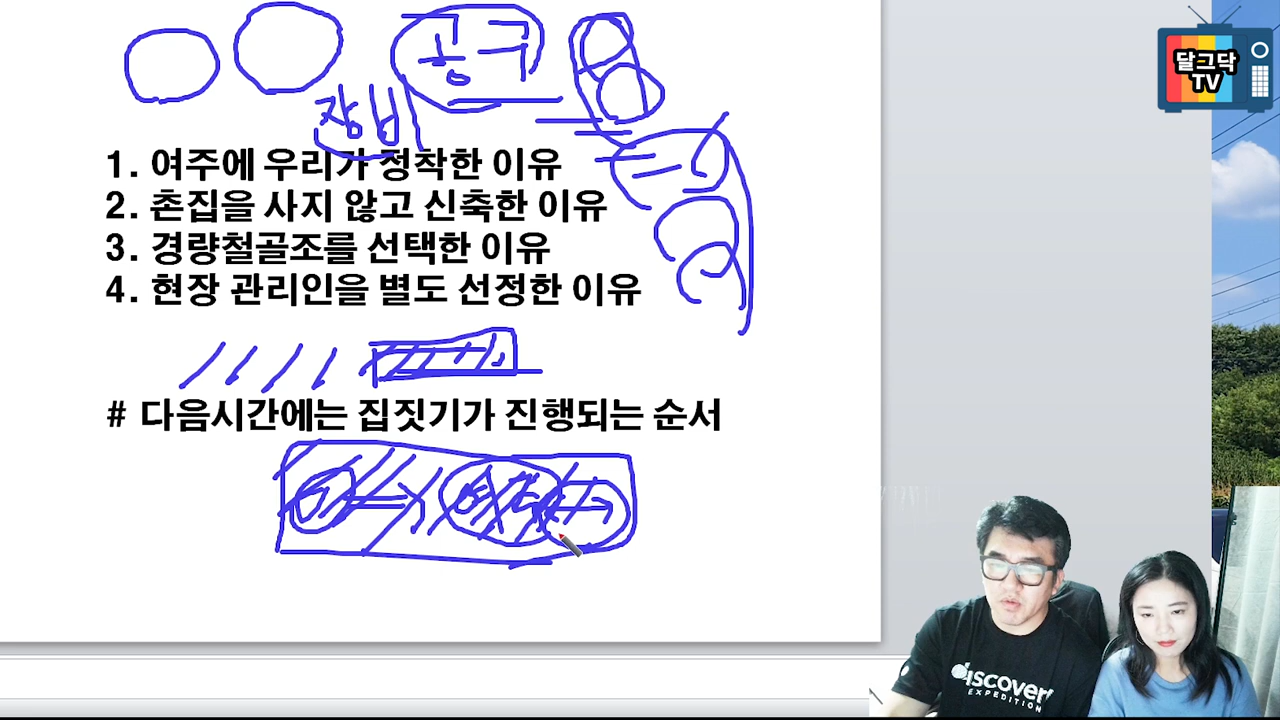 공구
장비
달그닥
TV
1. 여주에 우리가 정착한 이유
2. 촌집을 사지 않고 신축한 이유
3. 경량철골조를 선택한 이유
4. 현장 관리인을 별도 선정한 이유
# 다음시간에는 집짓기가 진행되는 순서
discovery
EXPEDITION